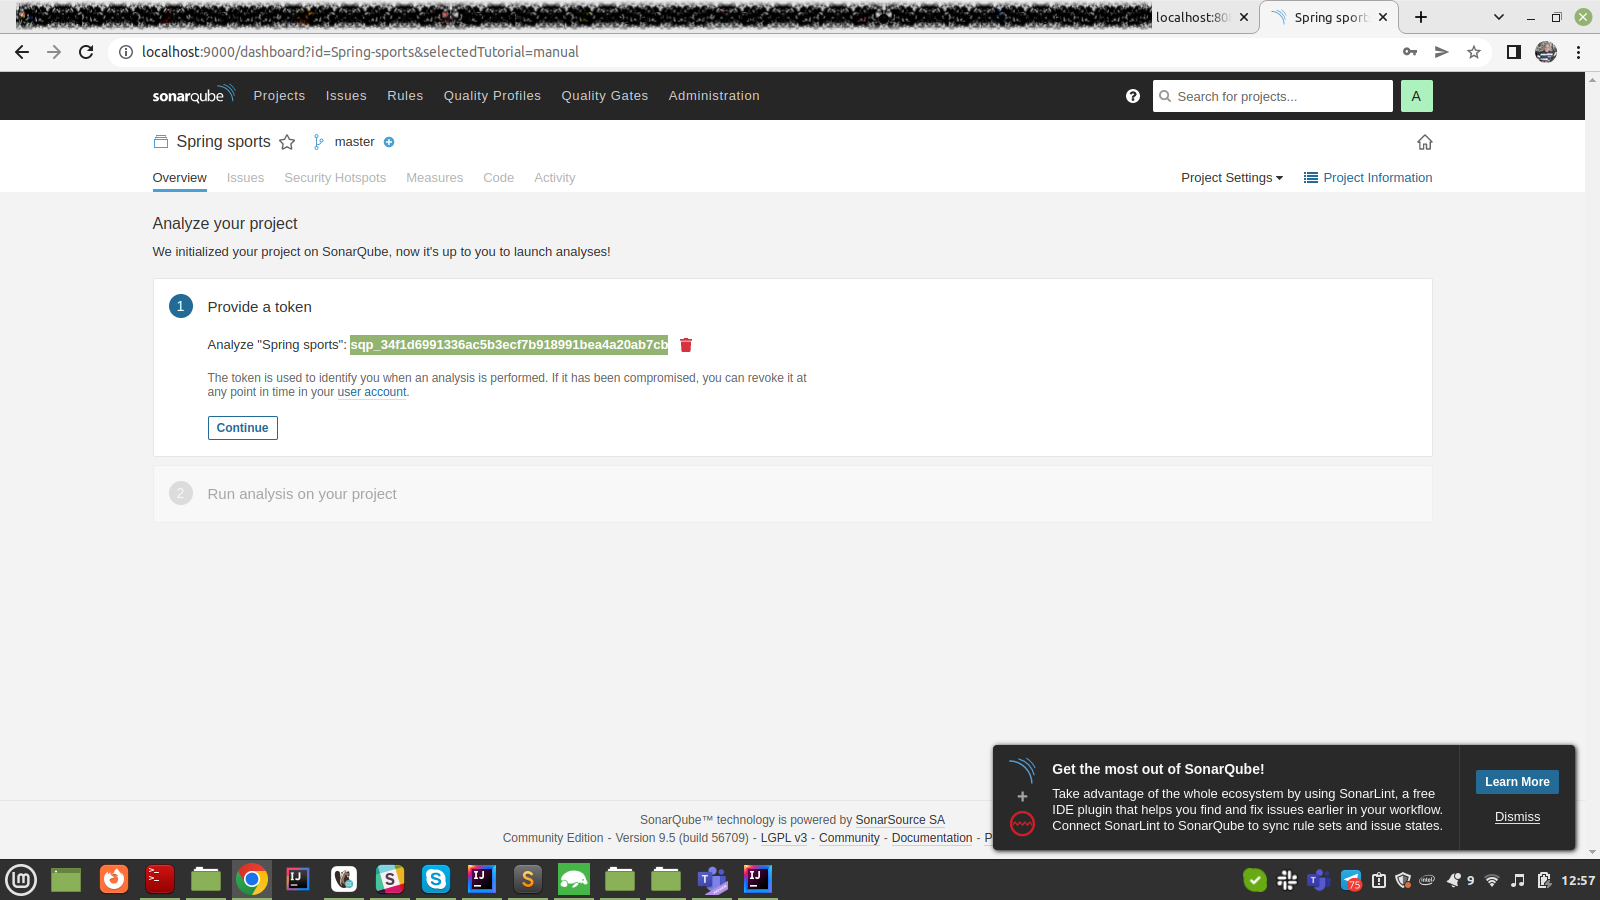 localhost:80
Spring sport
localhost:9000/dashboard?id=Spring-sports&selectedTutorial=manual
sonarqube
Projects
Issues
Rules
Quality Profiles
Quality Gates
Administration
Search for projects...
A
Spring sports
master
Overview
Issues
Security Hotspots
Measures
Code
Activity
Project Settings
Project Information
Analyze your project
We initialized your project on SonarQube, now it's up to you to launch analyses!
1
Provide a token
Analyze "Spring sports": sqp_34f1d6991336ac5b3ecf7b918991bea4a20ab7cb
The token is used to identify you when an analysis is performed. If it has been compromised, you can revoke it at
any point in time in your user account.
Continue
2
Run analysis on your project
Get the most out of SonarQube!
Take advantage of the whole ecosystem by using SonarLint, a free
IDE plugin that helps you find and fix issues earlier in your workflow.
Connect SonarLint to SonarQube to sync rule sets and issue states.
Learn More
Dismiss
SonarQube™ technology is powered by SonarSource SA
Community Edition - Version 9.5 (build 56709) - LGPL v3 - Community - Documentation - P
IJ
S
S
IJ
S
IJ
75
intel
9
12:57